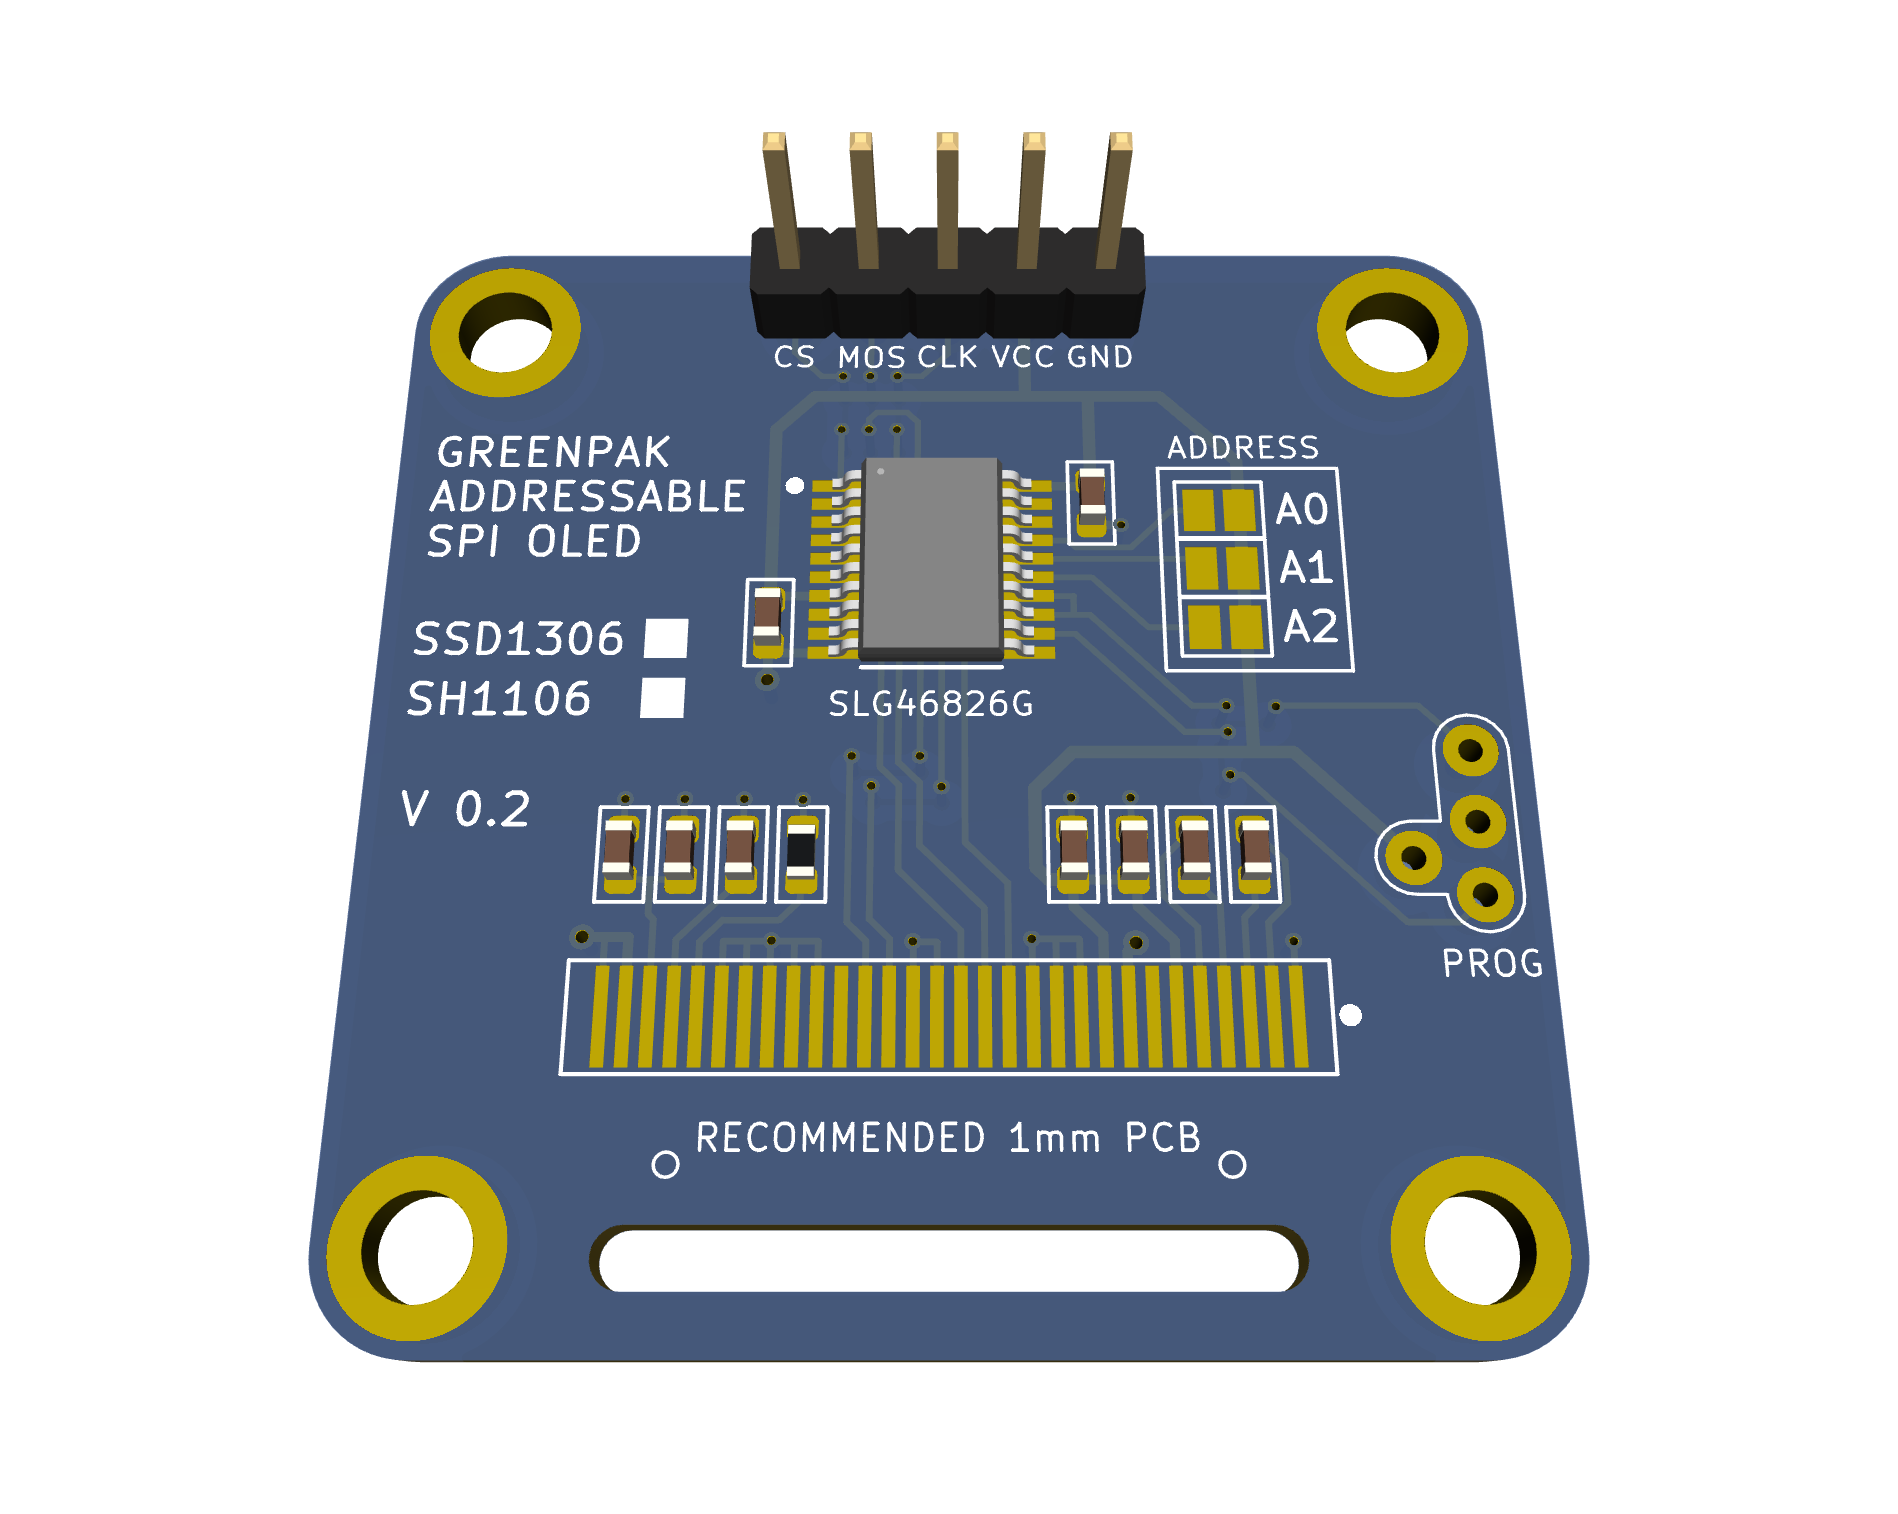 CS MOS CLK VCC GND
GREENPAK
ADDRESSABLE
SPI OLED
ADDRESS
A0
A1
A2
SSD1306
SH1106
SLG46826G
V 0.2
PROG
RECOMMENDED 1mm PCB